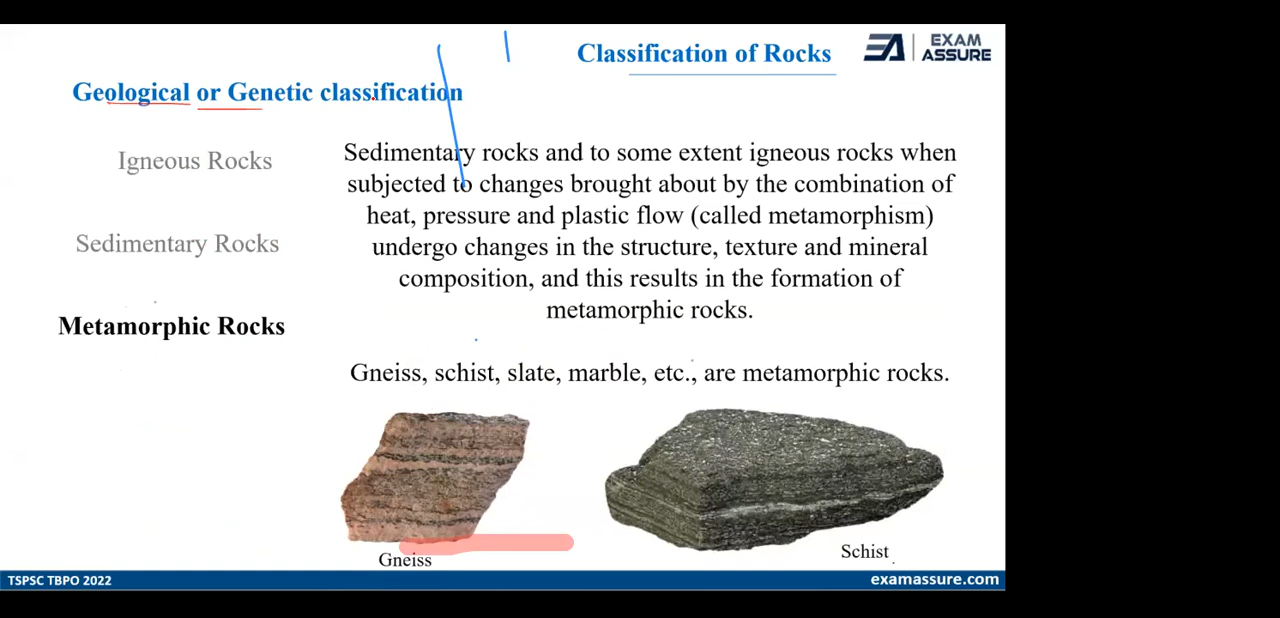 Classification of Rocks
EXAM
ASSURE
Geological or Genetic classification
Igneous Rocks
Sedimentary Rocks
Metamorphic Rocks
Sedimentary rocks and to some extent igneous rocks when
subjected to changes brought about by the combination of
heat, pressure and plastic flow (called metamorphism)
undergo changes in the structure, texture and mineral
composition, and this results in the formation of
metamorphic rocks.
Gneiss, schist, slate, marble, etc., are metamorphic rocks.
Gneiss
Schist
TSPSC TBPO 2022
examassure.com